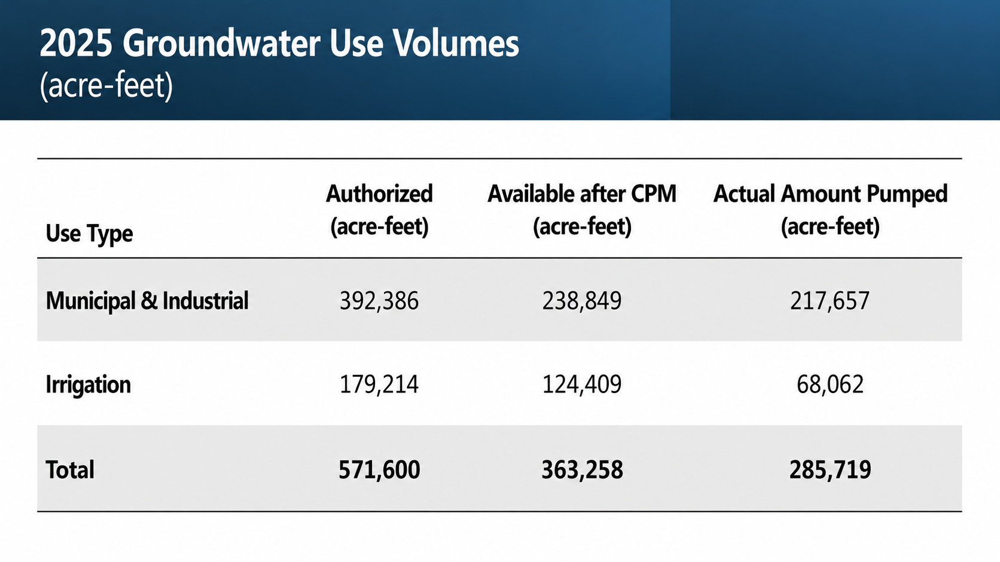 2025 Groundwater Use Volumes
(acre-feet)
Use Type Authorized (acre-feet) Available after CPM (acre-feet) Actual Amount Pumped (acre-feet)
Municipal & Industrial 392,386 238,849 217,657
Irrigation 179,214 124,409 68,062
Total 571,600 363,258 285,719